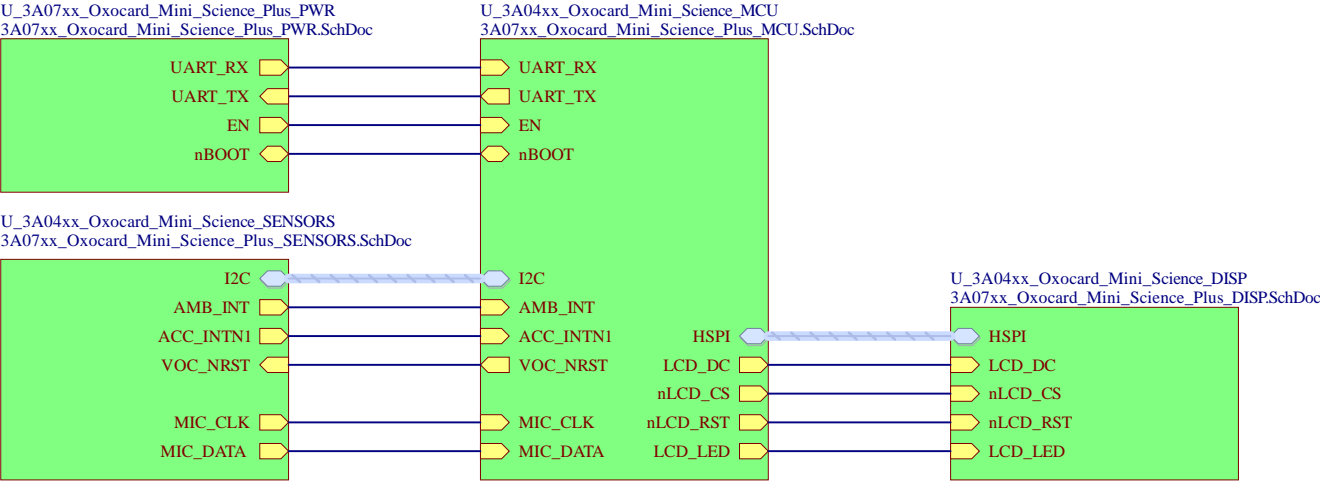 U_3A07xx_Oxocard_Mini_Science_Plus_PWR
3A07xx_Oxocard_Mini_Science_Plus_PWR.SchDoc
UART_RX
UART_TX
EN
nBOOT
U_3A04xx_Oxocard_Mini_Science_MCU
3A07xx_Oxocard_Mini_Science_Plus_MCU.SchDoc
UART_RX
UART_TX
EN
nBOOT
I2C
AMB_INT
ACC_INTN1
VOC_NRST
MIC_CLK
MIC_DATA
HSPI
LCD_DC
nLCD_CS
nLCD_RST
LCD_LED
U_3A04xx_Oxocard_Mini_Science_SENSORS
3A07xx_Oxocard_Mini_Science_Plus_SENSORS.SchDoc
I2C
AMB_INT
ACC_INTN1
VOC_NRST
MIC_CLK
MIC_DATA
U_3A04xx_Oxocard_Mini_Science_DISP
3A07xx_Oxocard_Mini_Science_Plus_DISP.SchDoc
HSPI
LCD_DC
nLCD_CS
nLCD_RST
LCD_LED